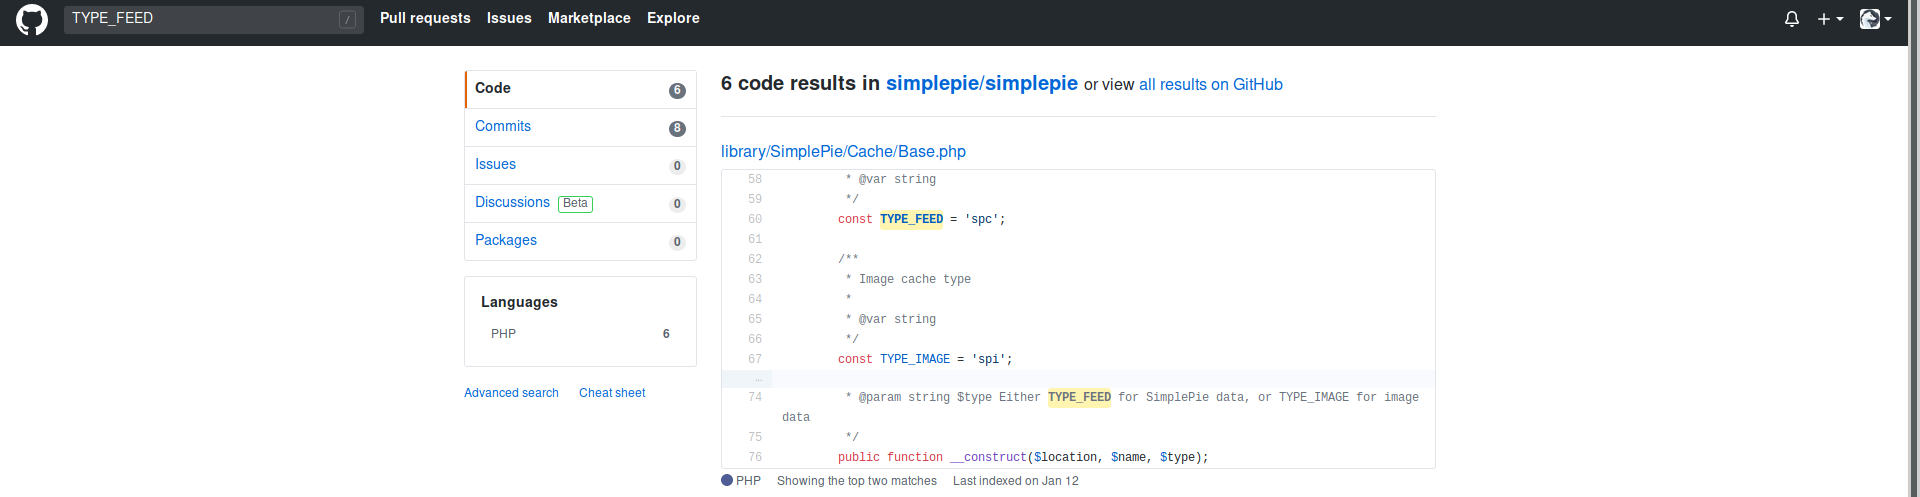 TYPE_FEED /
Pull requests Issues Marketplace Explore
Code 6
Commits 8
Issues 0
Discussions Beta 0
Packages 0
Languages
PHP 6
Advanced search Cheat sheet
6 code results in simplepie/simplepie or view all results on GitHub
library/SimplePie/Cache/Base.php
58 * @var string
59 */
60 const TYPE_FEED = 'spc';
61
62 /**
63 * Image cache type
64 *
65 * @var string
66 */
67 const TYPE_IMAGE = 'spi';
…
74 * @param string $type Either TYPE_FEED for SimplePie data, or TYPE_IMAGE for image
data
75 */
76 public function __construct($location, $name, $type);
PHP Showing the top two matches Last indexed on Jan 12